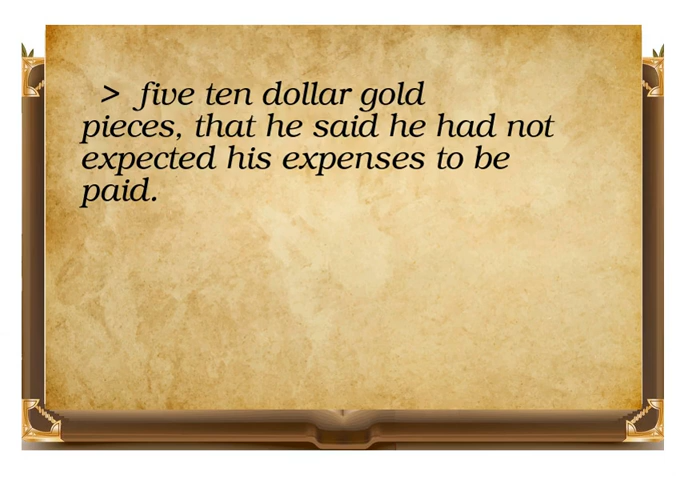 > five ten dollar gold
pieces, that he said he had not
expected his expenses to be
paid.